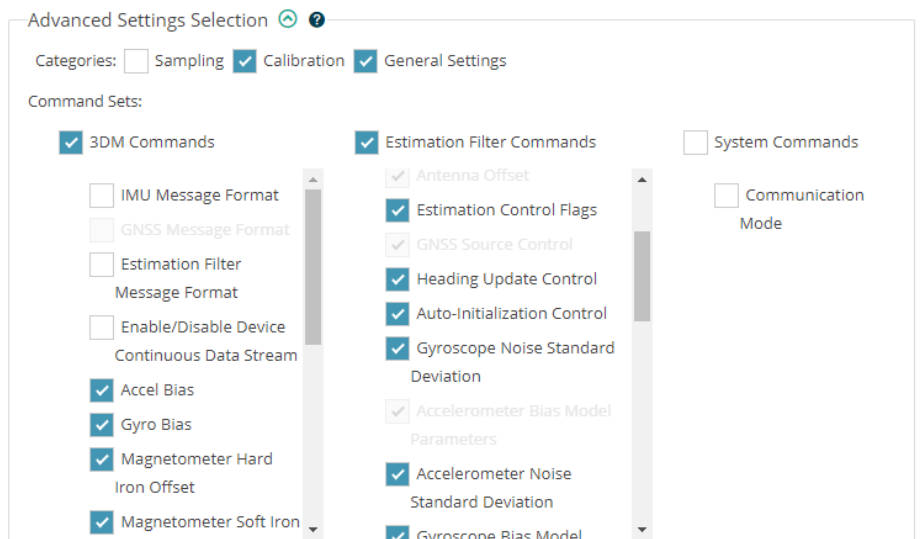 Advanced Settings Selection ?
Categories: Sampling Calibration General Settings
Command Sets:
3DM Commands
IMU Message Format
GNSS Message Format
Estimation Filter
Message Format
Enable/Disable Device
Continuous Data Stream
Accel Bias
Gyro Bias
Magnetometer Hard
Iron Offset
Magnetometer Soft Iron
Estimation Filter Commands
Antenna Offset
Estimation Control Flags
GNSS Source Control
Heading Update Control
Auto-Initialization Control
Gyroscope Noise Standard
Deviation
Accelerometer Bias Model
Parameters
Accelerometer Noise
Standard Deviation
Gyroscope Bias Model
System Commands
Communication
Mode